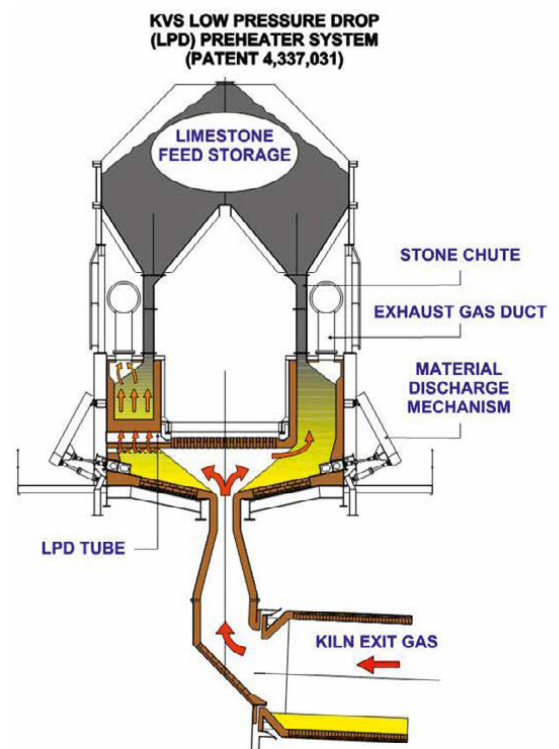 KVS LOW PRESSURE DROP
(LPD) PREHEATER SYSTEM
(PATENT 4,337,031)
LIMESTONE
FEED STORAGE
STONE CHUTE
EXHAUST GAS DUCT
MATERIAL
DISCHARGE
MECHANISM
LPD TUBE
KILN EXIT GAS